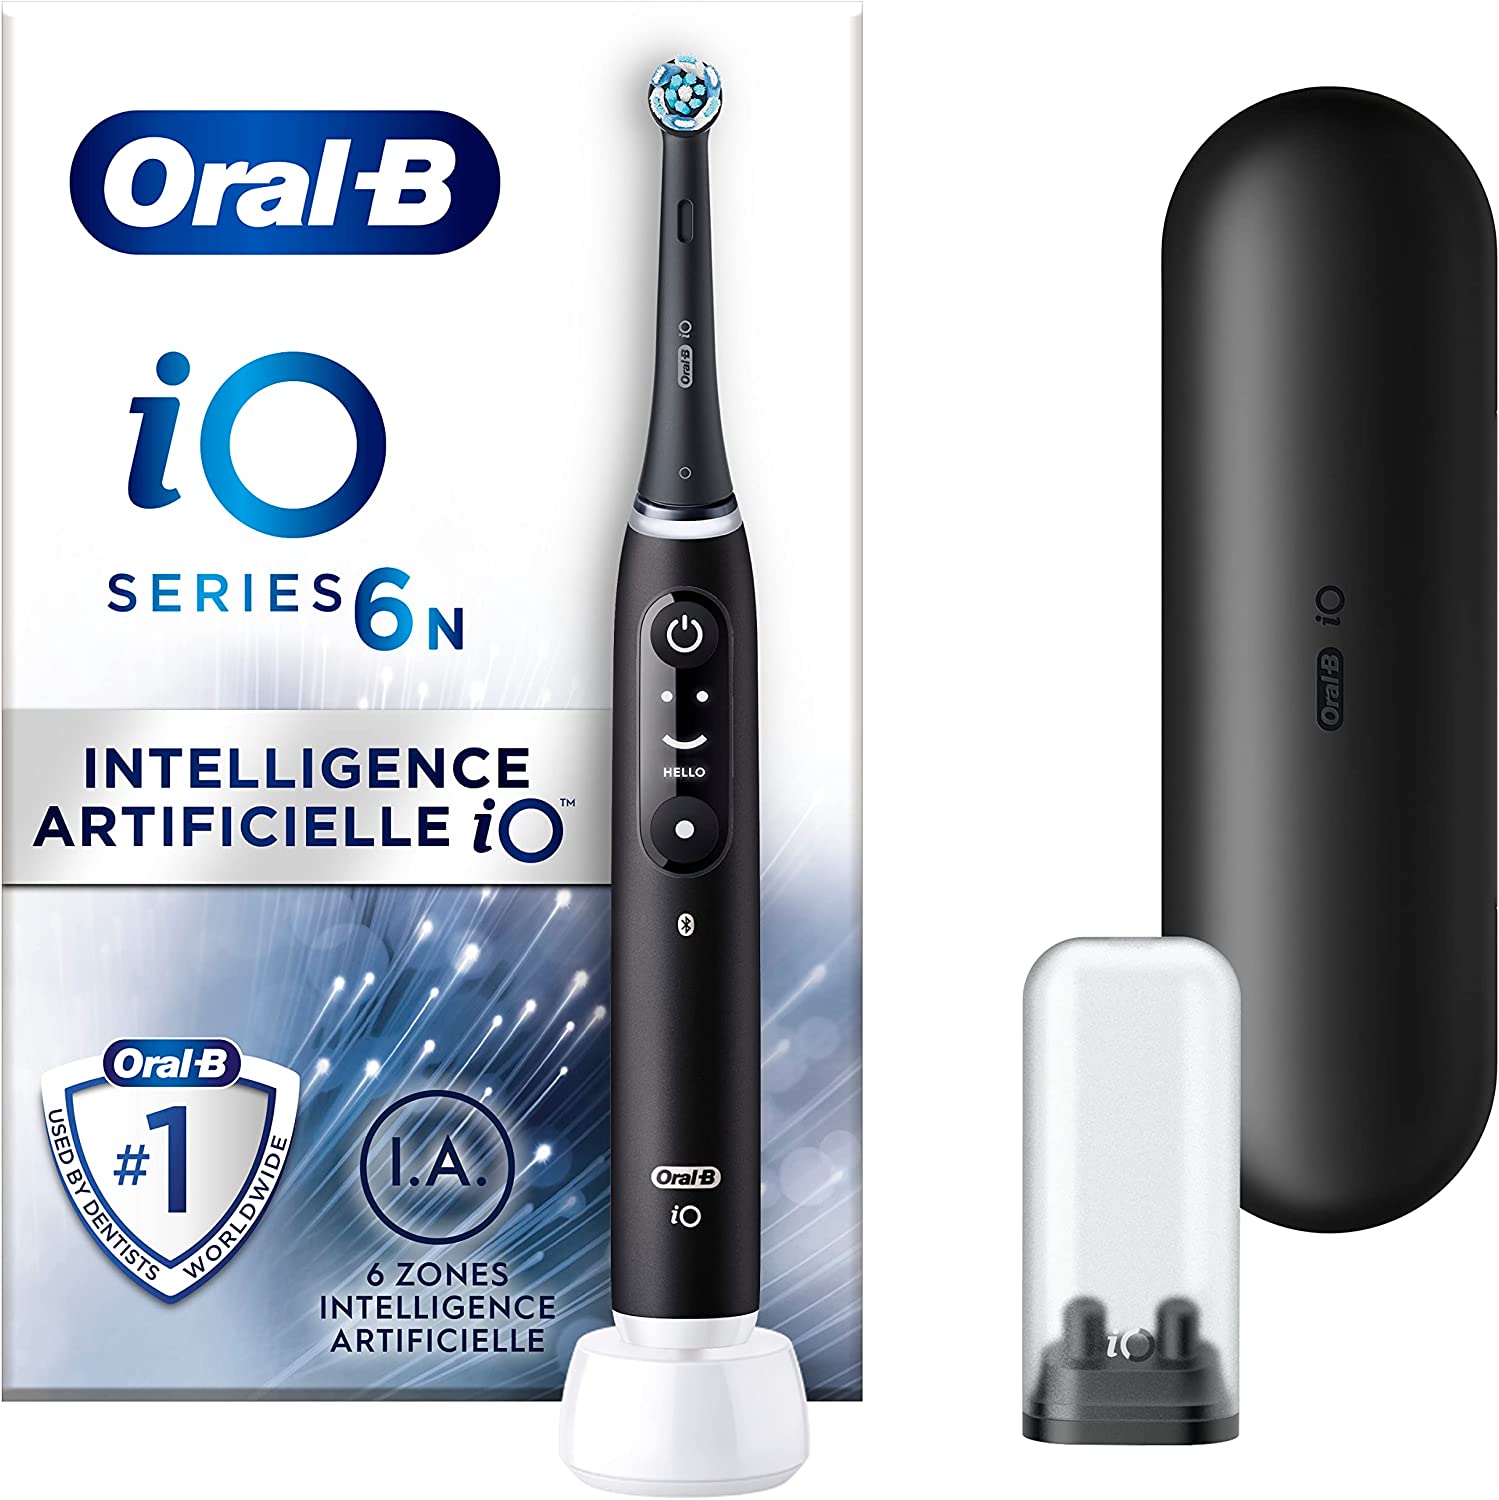 Oral-B
iO
SERIES 6N
INTELLIGENCE
ARTIFICIELLE iO™
Oral-B
#1
USED BY DENTISTS
WORLDWIDE
I.A.
6 ZONES
INTELLIGENCE
ARTIFICIELLE
Oral-B iO
HELLO
Oral-B
iO
Oral-B iO
iO